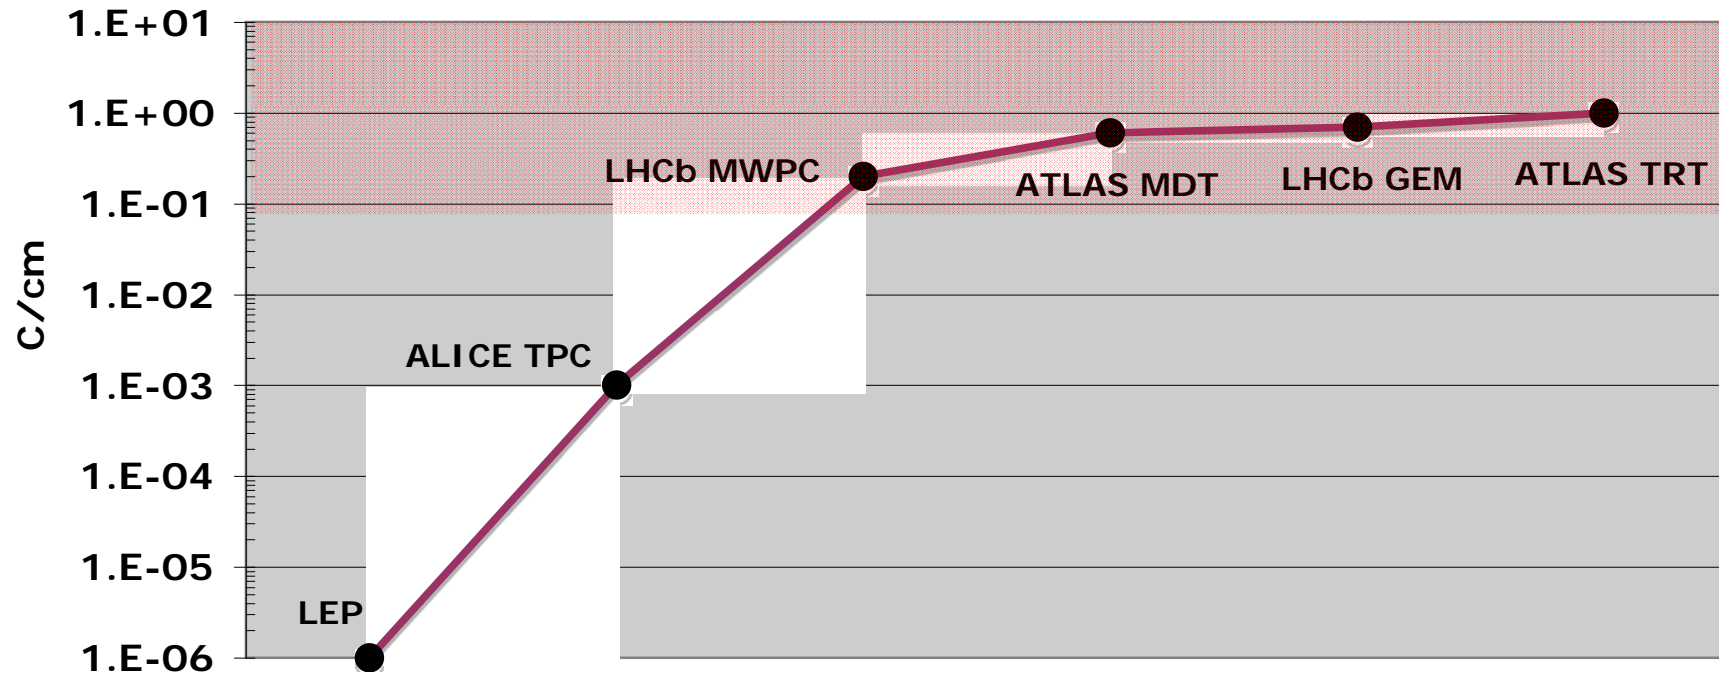 1.E+01
1.E+00
1.E-01
1.E-02
1.E-03
1.E-04
1.E-05
1.E-06
C/cm
LEP
ALICE TPC
LHCb MWPC
ATLAS MDT
LHCb GEM
ATLAS TRT